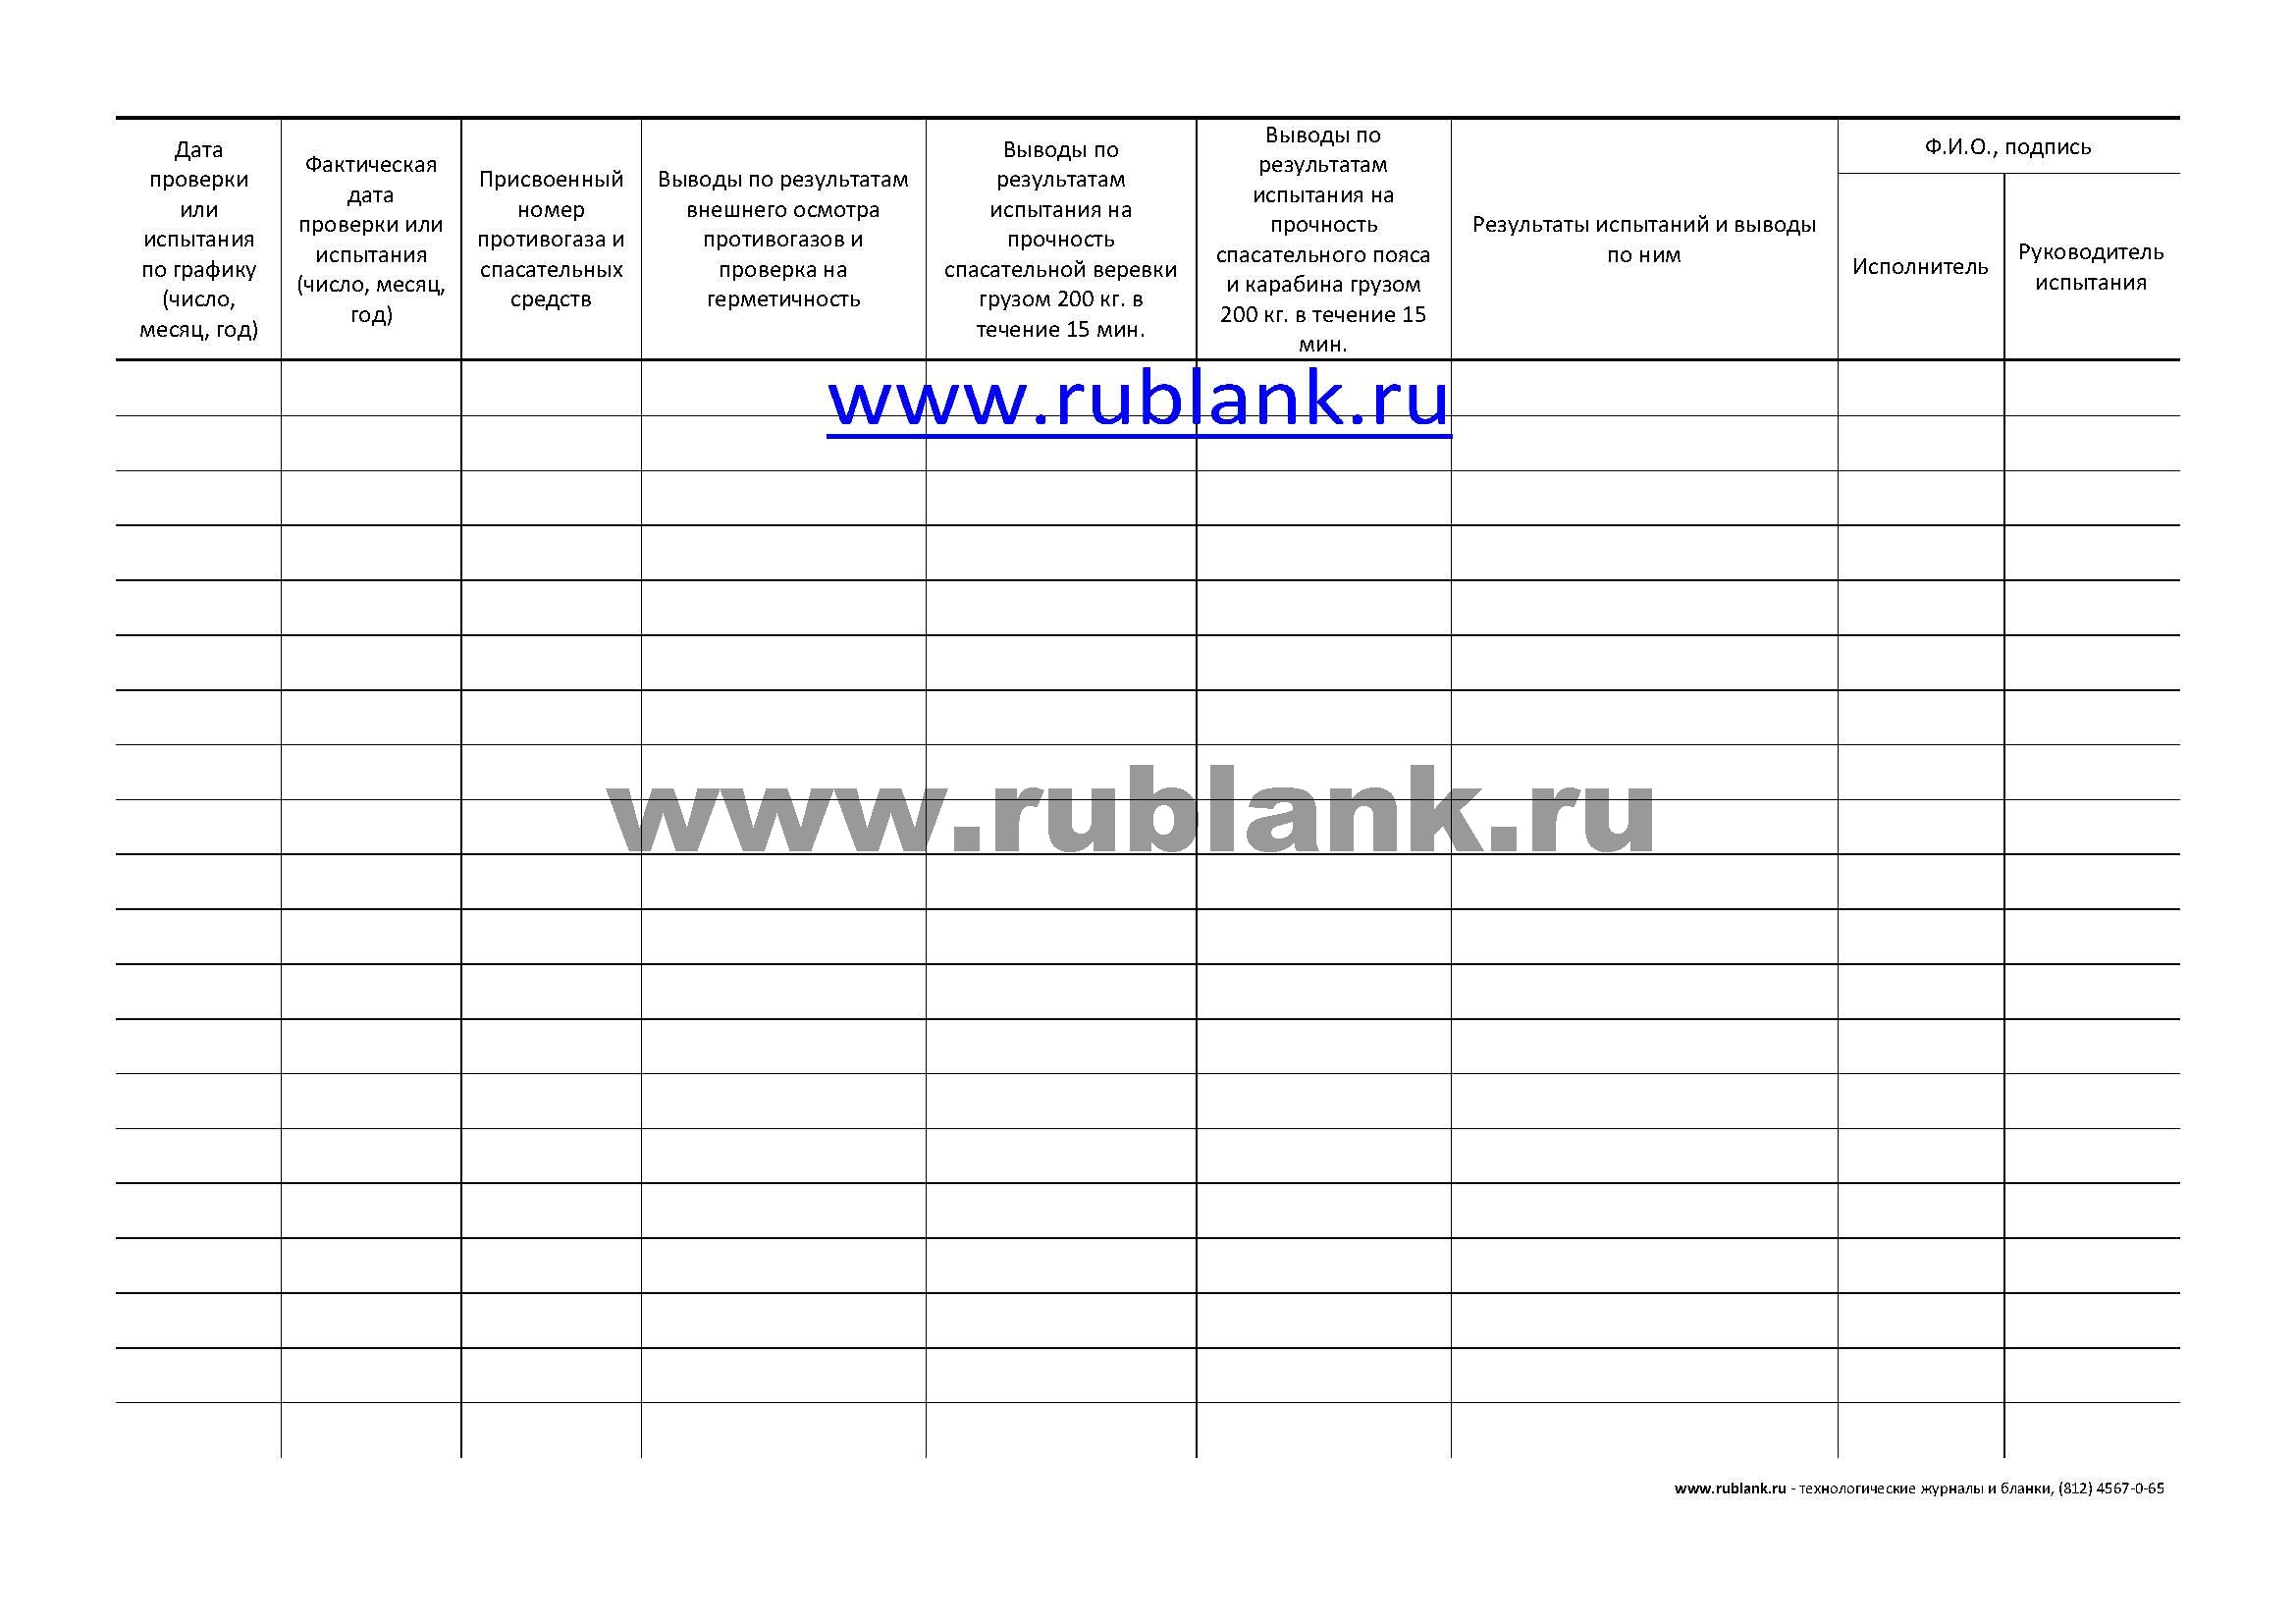 Дата
проверки
или
испытания
по графику
(число,
месяц, год)
Фактическая
дата
проверки или
испытания
(число, месяц,
год)
Присвоенный
номер
противогаза и
спасательных
средств
Выводы по результатам
внешнего осмотра
противогазов и
проверка на
герметичность
Выводы по
результатам
испытания на
прочность
спасательной веревки
грузом 200 кг. в
течение 15 мин.
Выводы по
результатам
испытания на
прочность
спасательного пояса
и карабина грузом
200 кг. в течение 15
мин.
Результаты испытаний и выводы
по ним
Ф.И.О., подпись
Исполнитель
Руководитель
испытания
www.rublank.ru
www.rublank.ru
www.rublank.ru - технологические журналы и бланки, (812) 4567-0-65